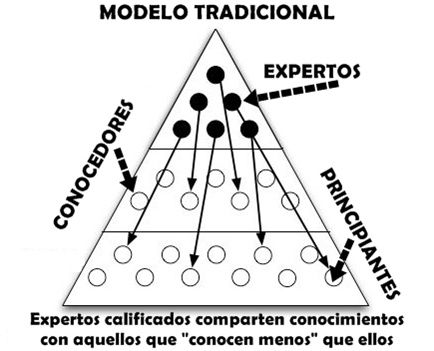 MODELO TRADICIONAL
EXPERTOS
CONOCEDORES
PRINCIPIANTES
Expertos calificados comparten conocimientos
con aquellos que "conocen menos" que ellos